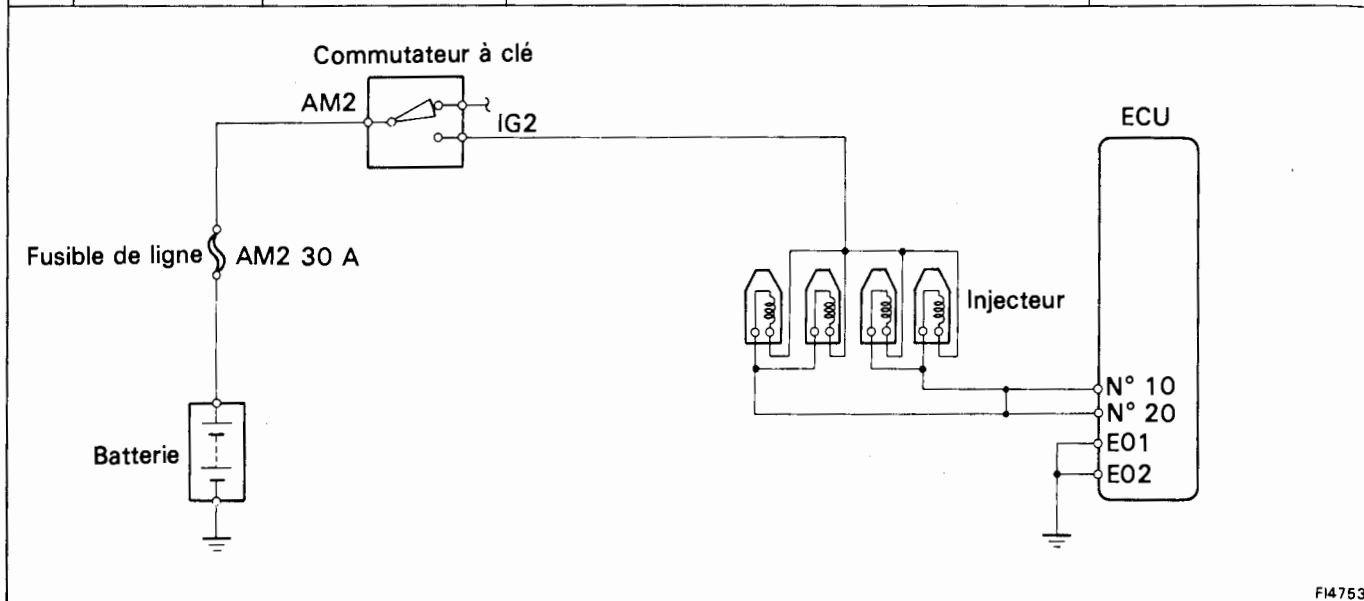 Commutateur à clé
AM2
IG2
ECU
Fusible de ligne
AM2 30 A
Injecteur
N° 10
N° 20
E01
E02
Batterie
FI4753